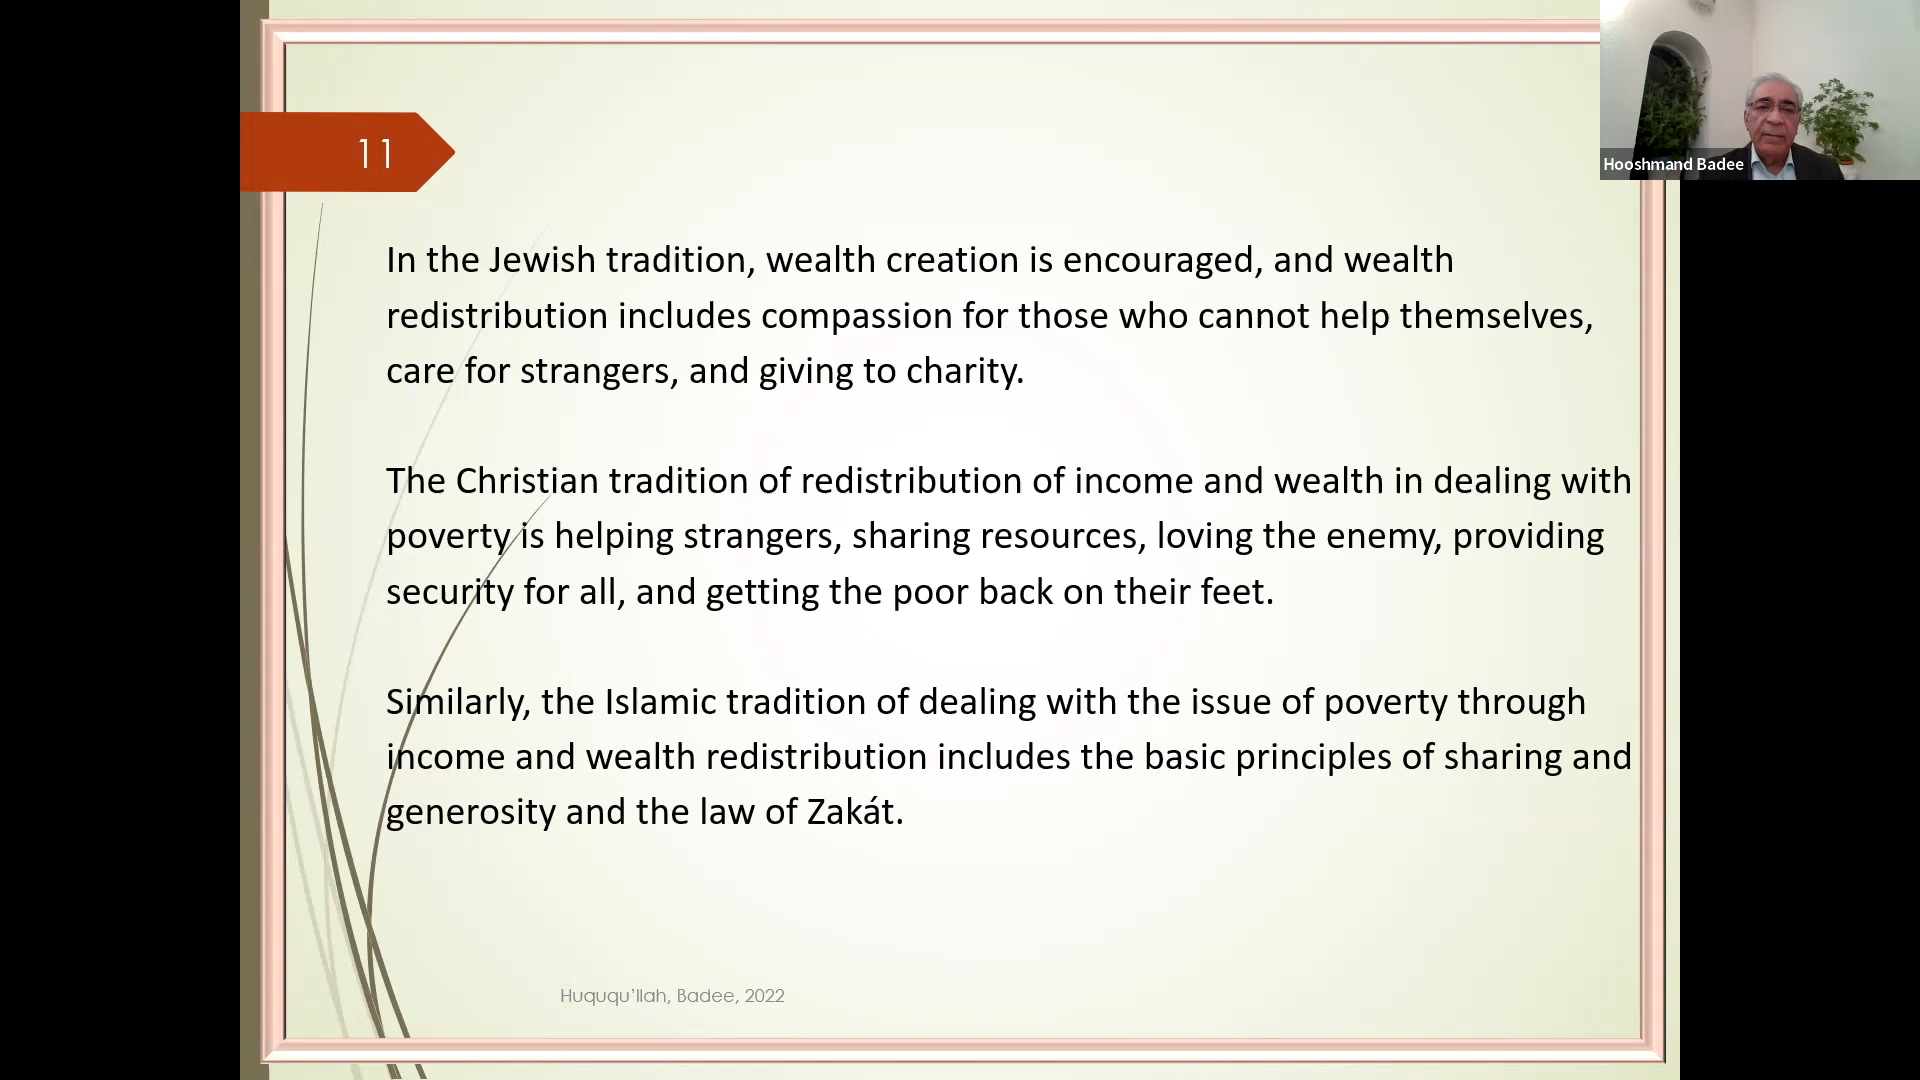 11
Hooshmand Badee
In the Jewish tradition, wealth creation is encouraged, and wealth
redistribution includes compassion for those who cannot help themselves,
care for strangers, and giving to charity.
The Christian tradition of redistribution of income and wealth in dealing with
poverty is helping strangers, sharing resources, loving the enemy, providing
security for all, and getting the poor back on their feet.
Similarly, the Islamic tradition of dealing with the issue of poverty through
income and wealth redistribution includes the basic principles of sharing and
generosity and the law of Zakát.
Huququ’llah, Badee, 2022